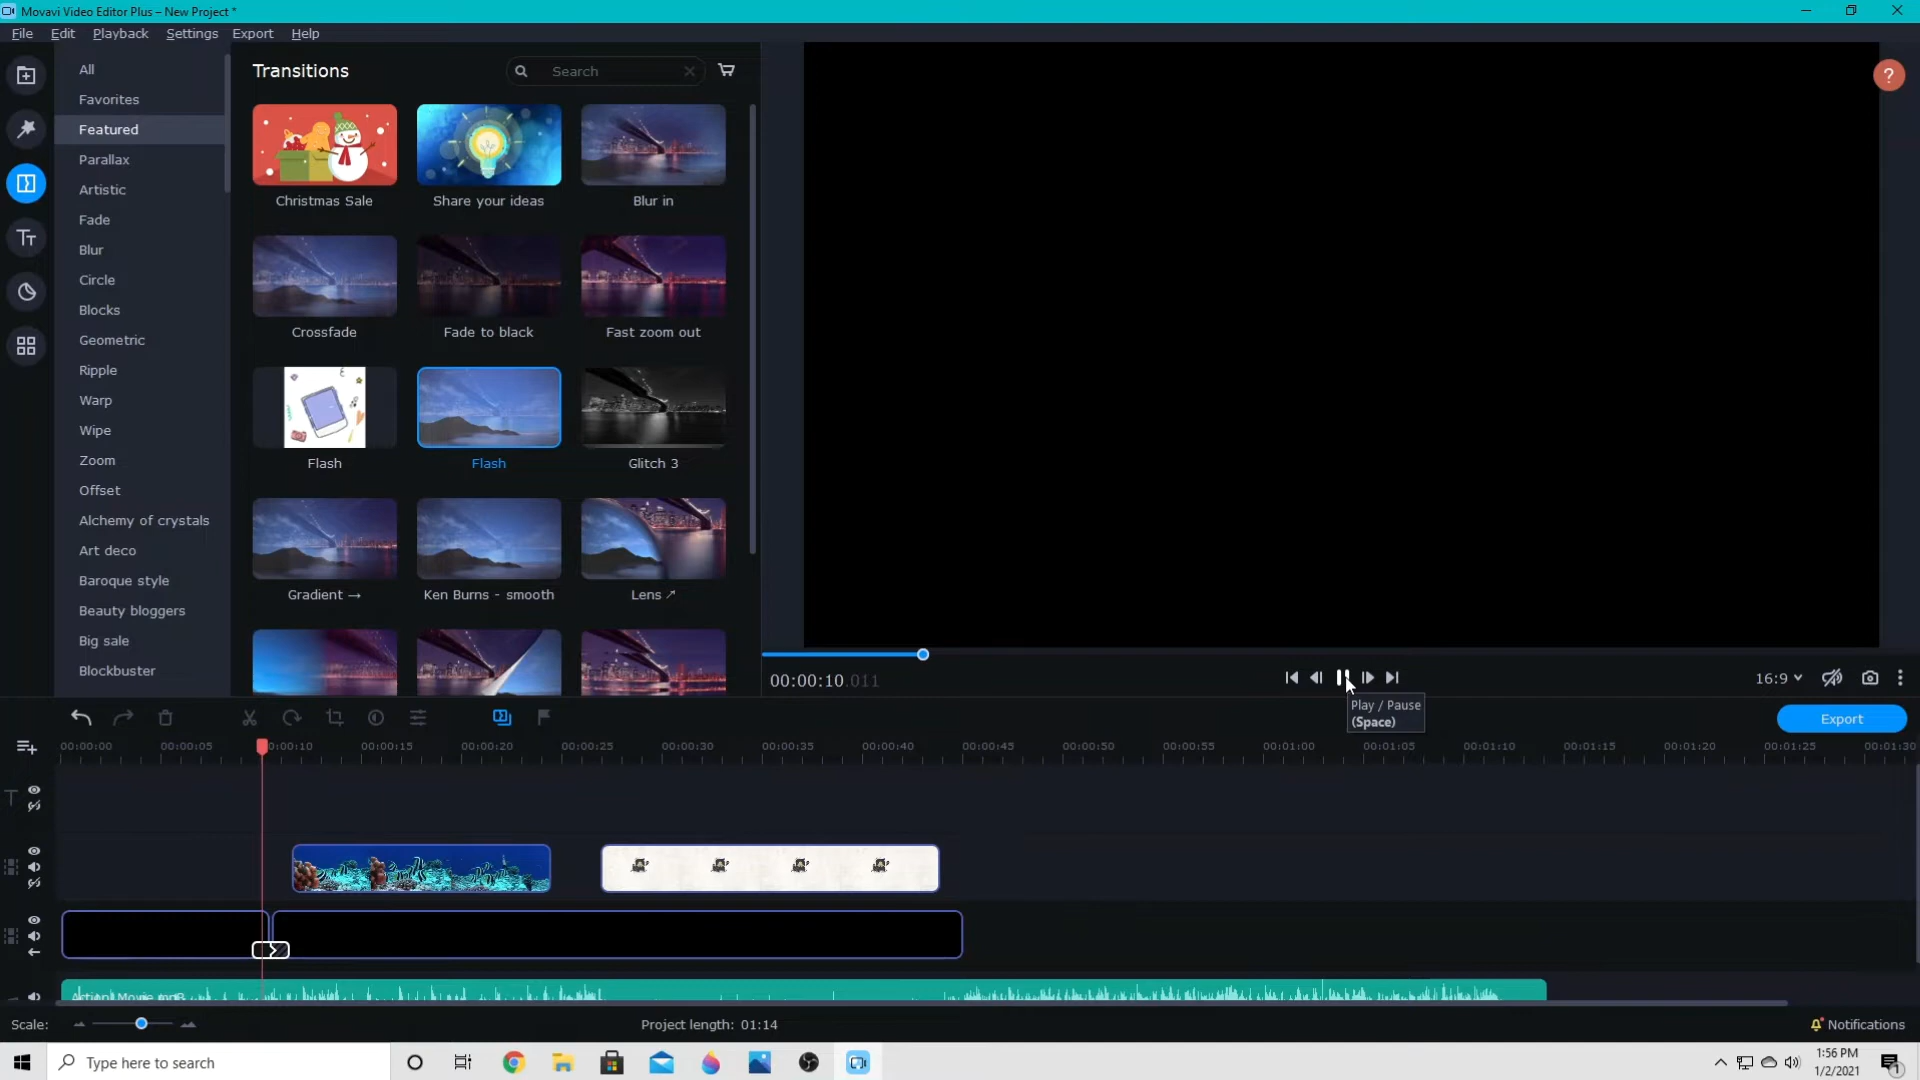 Movavi Video Editor Plus – New Project *
File Edit Playback Settings Export Help
All
Favorites
Featured
Parallax
Artistic
Fade
Blur
Circle
Blocks
Geometric
Ripple
Warp
Wipe
Zoom
Offset
Alchemy of crystals
Art deco
Baroque style
Beauty bloggers
Big sale
Blockbuster
Transitions
Search
Christmas Sale
Share your ideas
Blur in
Crossfade
Fade to black
Fast zoom out
Flash
Flash
Glitch 3
Gradient →
Ken Burns - smooth
Lens ↗
?
00:00:10.011
16:9
Play / Pause
(Space)
Export
00:00:00 00:00:05 00:00:10 00:00:15 00:00:20 00:00:25 00:00:30 00:00:35 00:00:40 00:00:45 00:00:50 00:00:55 00:01:00 00:01:05 00:01:10 00:01:15 00:01:20 00:01:25 00:01:30
Action Movie.mp3
Scale:
Project length: 01:14
Notifications
Type here to search
1:56 PM
1/2/2021
1